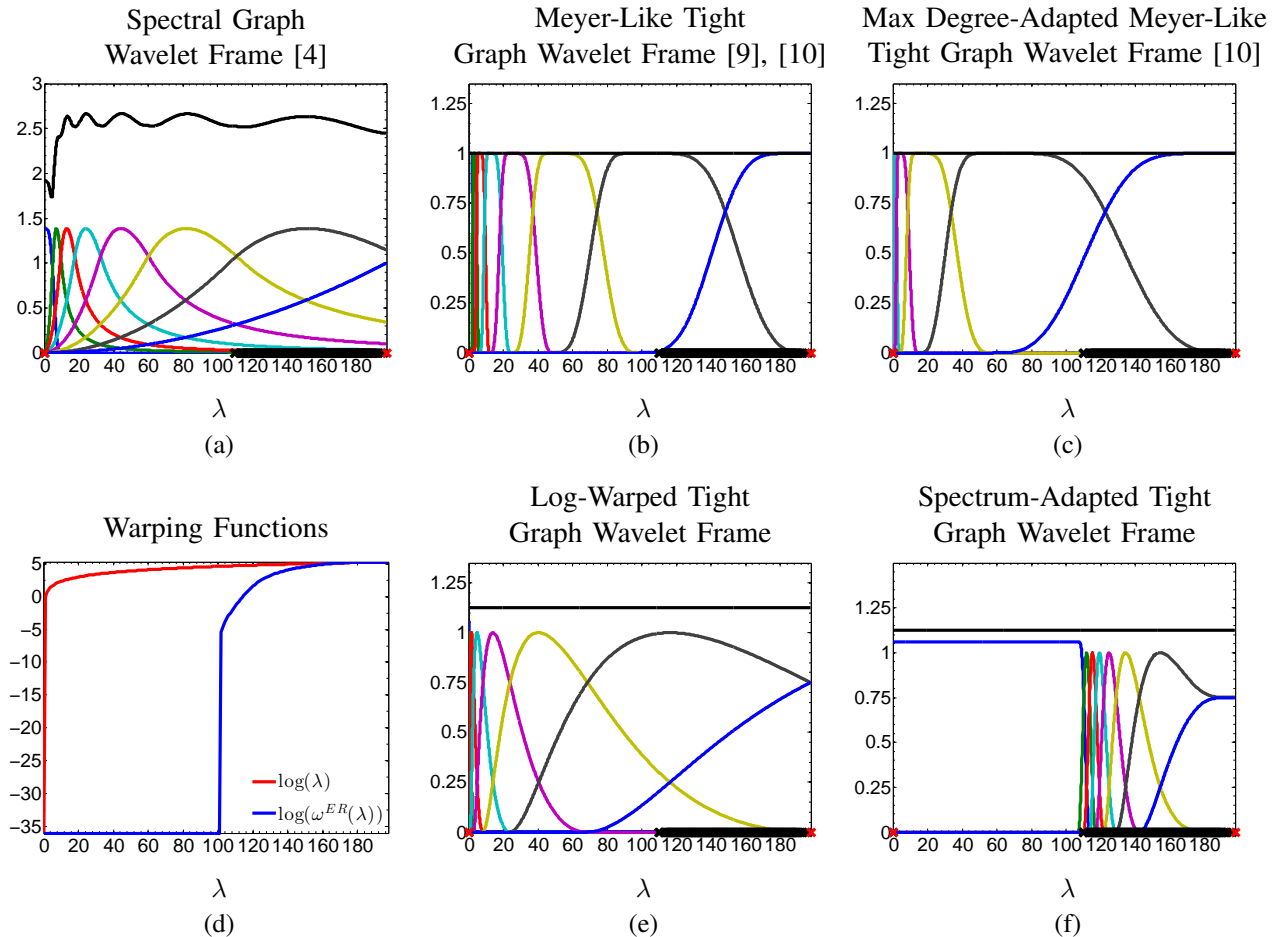 Spectral Graph
Wavelet Frame [4]
3
2.5
2
1.5
1
0.5
0
0 20 40 60 80 100 120 140 160 180
λ
(a)
Meyer-Like Tight
Graph Wavelet Frame [9], [10]
1.25
1
0.75
0.5
0.25
0
0 20 40 60 80 100 120 140 160 180
λ
(b)
Max Degree-Adapted Meyer-Like
Tight Graph Wavelet Frame [10]
1.25
1
0.75
0.5
0.25
0
0 20 40 60 80 100 120 140 160 180
λ
(c)
Warping Functions
5
0
−5
−10
−15
−20
−25
−30
−35
0 20 40 60 80 100 120 140 160 180
log(λ)
log(ω^{ER}(λ))
λ
(d)
Log-Warped Tight
Graph Wavelet Frame
1.25
1
0.75
0.5
0.25
0
0 20 40 60 80 100 120 140 160 180
λ
(e)
Spectrum-Adapted Tight
Graph Wavelet Frame
1.25
1
0.75
0.5
0.25
0
0 20 40 60 80 100 120 140 160 180
λ
(f)